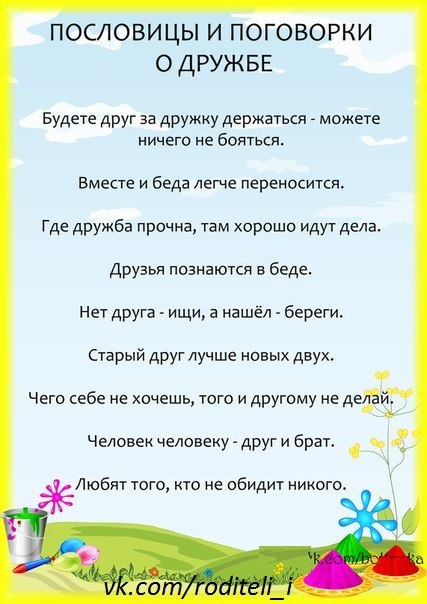 ПОСЛОВИЦЫ И ПОГОВОРКИ
О ДРУЖБЕ
Будете друг за дружку держаться - можете
ничего не бояться.
Вместе и беда легче переносится.
Где дружба прочна, там хорошо идут дела.
Друзья познаются в беде.
Нет друга - ищи, а нашёл - береги.
Старый друг лучше новых двух.
Чего себе не хочешь, того и другому не делай.
Человек человеку - друг и брат.
Любят того, кто не обидит никого.
vk.com/roditeli_i